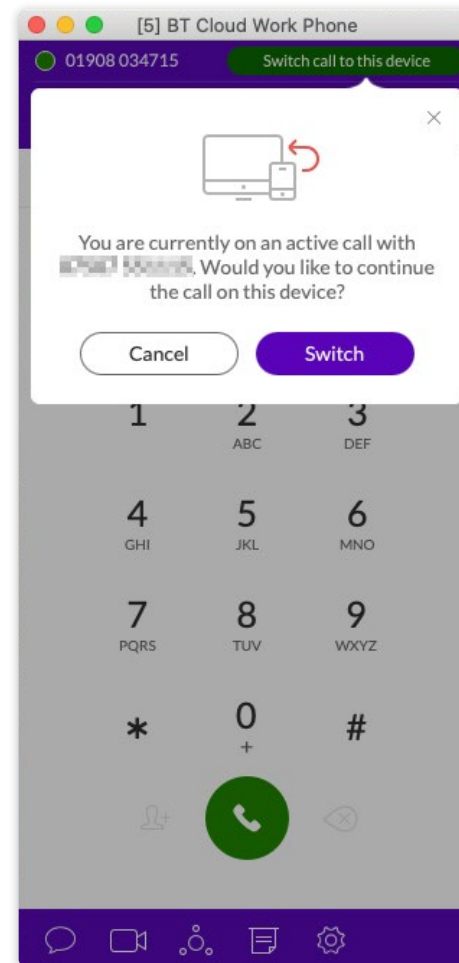 [5] BT Cloud Work Phone
01908 034715 Switch call to this device
You are currently on an active call with
. Would you like to continue
the call on this device?
Cancel Switch
1 2 3
ABC DEF
4 5 6
GHI JKL MNO
7 8 9
PQRS TUV WXYZ
* 0 #
+